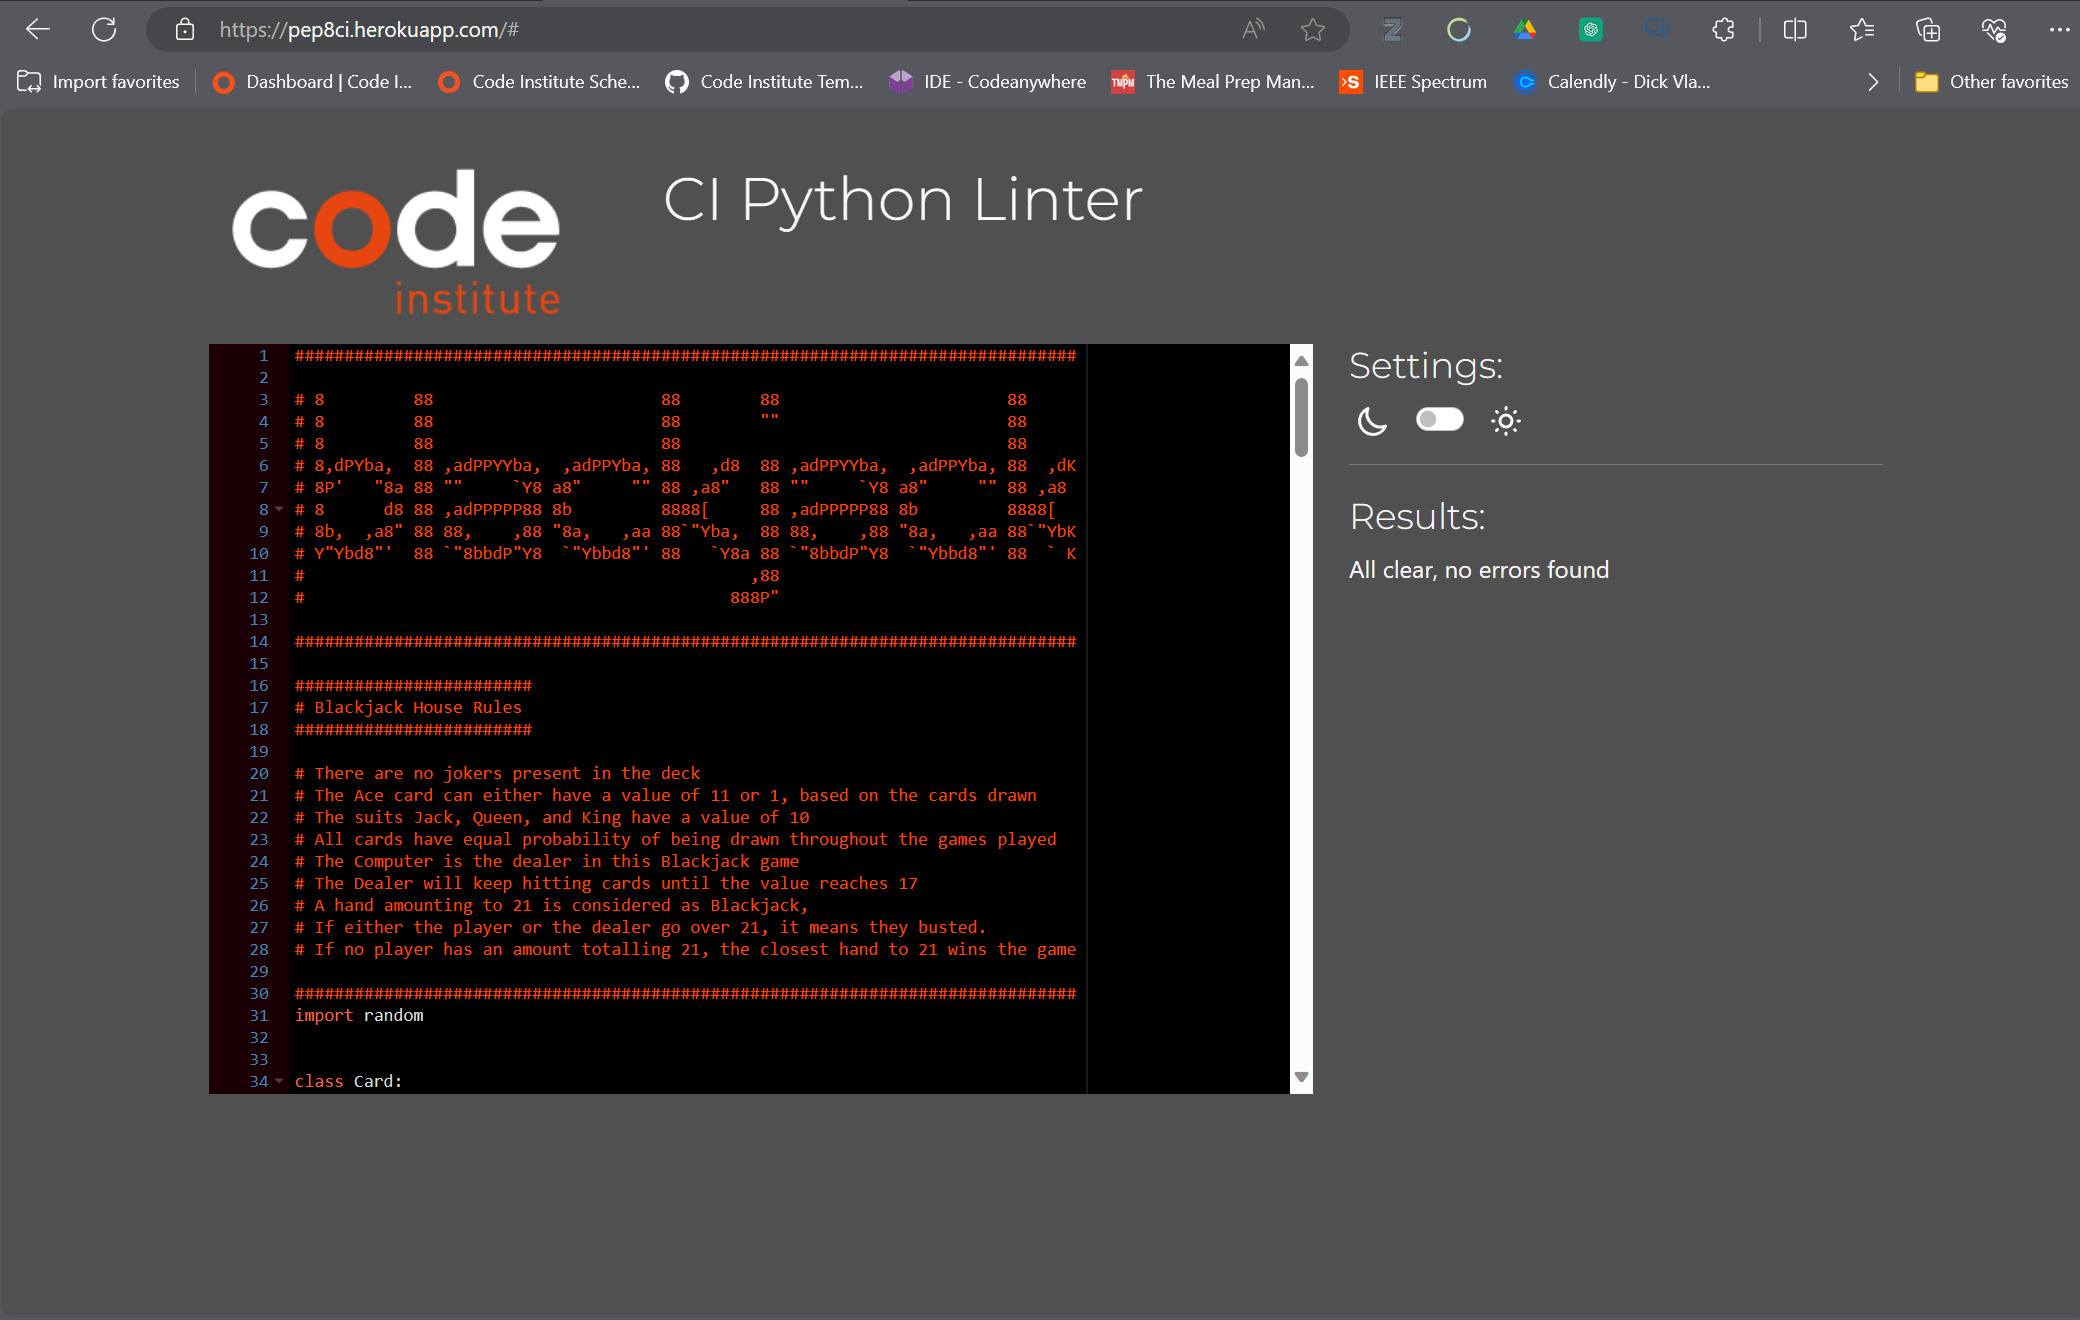 https://pep8ci.herokuapp.com/#
Import favorites
Dashboard | Code I...
Code Institute Sche...
Code Institute Tem...
IDE - Codeanywhere
TMPM
The Meal Prep Man...
IEEE Spectrum
Calendly - Dick Vla...
Other favorites
code
institute
CI Python Linter
1 ###############################################################################
2
3 # 8         88                       88        88                       88
4 # 8         88                       88        ""                       88
5 # 8         88                       88                                 88
6 # 8,dPYba,  88 ,adPPYYba,  ,adPPYba, 88   ,d8  88 ,adPPYYba,  ,adPPYba, 88  ,dK
7 # 8P'   "8a 88 ""     `Y8 a8"     "" 88 ,a8"   88 ""     `Y8 a8"     "" 88 ,a8
8 # 8      d8 88 ,adPPPPP88 8b         8888[     88 ,adPPPPP88 8b         8888[
9 # 8b,  ,a8" 88 88,    ,88 "8a,   ,aa 88`"Yba,  88 88,    ,88 "8a,   ,aa 88`"YbK
10 # Y"Ybd8"'  88 `"8bbdP"Y8  `"Ybbd8"' 88   `Y8a 88 `"8bbdP"Y8  `"Ybbd8"' 88  ` K
11 #                                             ,88
12 #                                           888P"
13
14 ###############################################################################
15
16 ########################
17 # Blackjack House Rules
18 ########################
19
20 # There are no jokers present in the deck
21 # The Ace card can either have a value of 11 or 1, based on the cards drawn
22 # The suits Jack, Queen, and King have a value of 10
23 # All cards have equal probability of being drawn throughout the games played
24 # The Computer is the dealer in this Blackjack game
25 # The Dealer will keep hitting cards until the value reaches 17
26 # A hand amounting to 21 is considered as Blackjack,
27 # If either the player or the dealer go over 21, it means they busted.
28 # If no player has an amount totalling 21, the closest hand to 21 wins the game
29
30 ###############################################################################
31 import random
32
33
34 class Card:
Settings:
Results:
All clear, no errors found